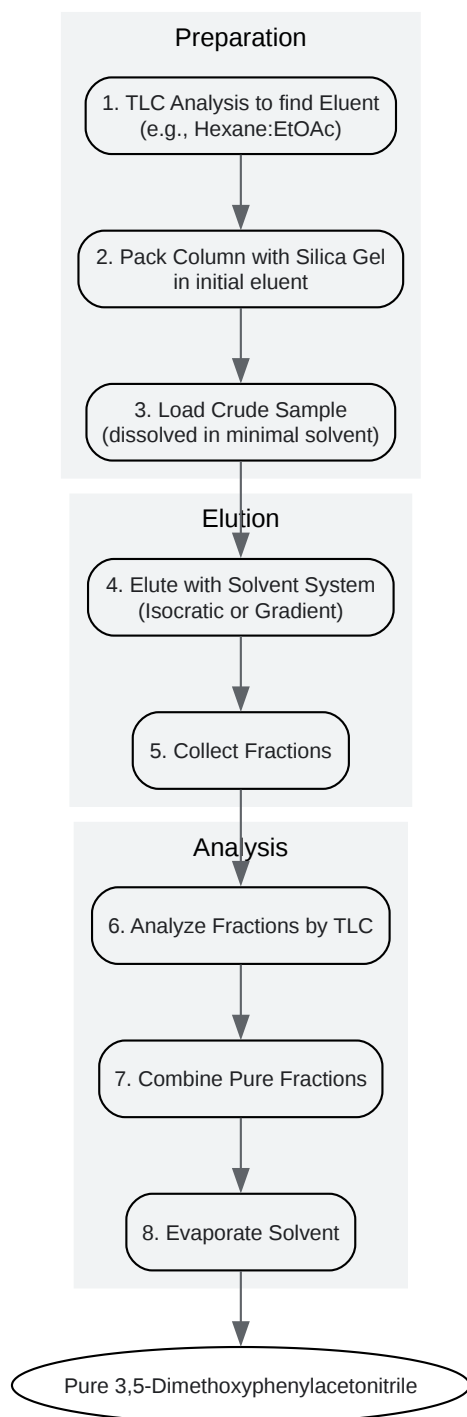 Preparation
1. TLC Analysis to find Eluent
(e.g., Hexane:EtOAc)
2. Pack Column with Silica Gel
in initial eluent
3. Load Crude Sample
(dissolved in minimal solvent)
Elution
4. Elute with Solvent System
(Isocratic or Gradient)
5. Collect Fractions
Analysis
6. Analyze Fractions by TLC
7. Combine Pure Fractions
8. Evaporate Solvent
Pure 3,5-Dimethoxyphenylacetonitrile